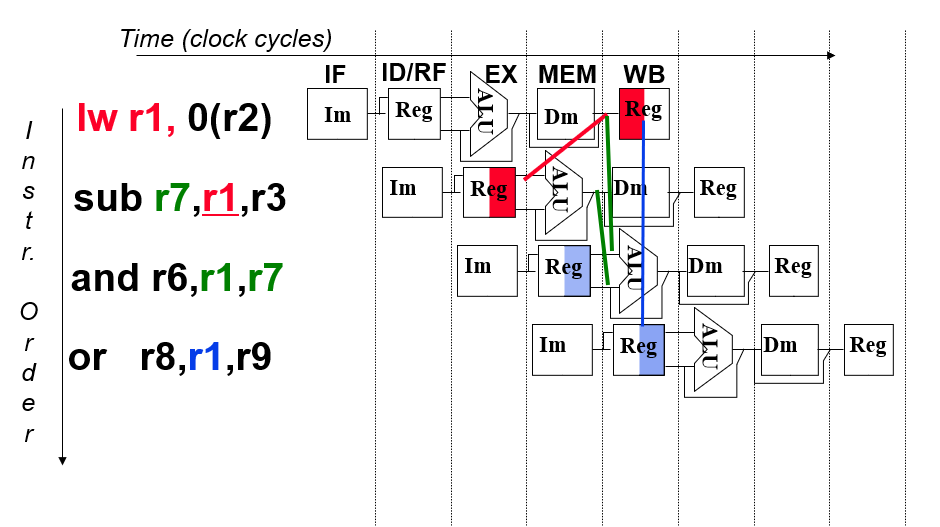 Time (clock cycles)
IF ID/RF EX MEM WB
Instr. Order
lw r1, 0(r2)
Im Reg ALU Dm Reg
sub r7,r1,r3
Im Reg ALU Dm Reg
and r6,r1,r7
Im Reg ALU Dm Reg
or r8,r1,r9
Im Reg ALU Dm Reg